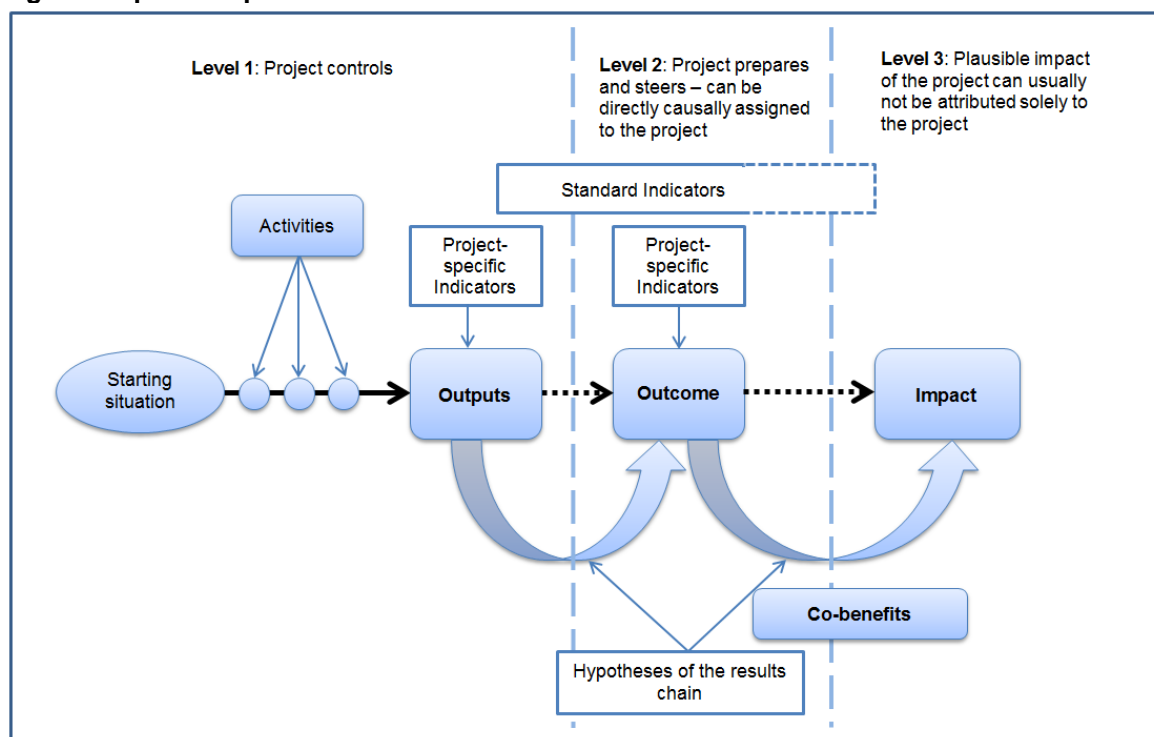 Level 1: Project controls
Level 2: Project prepares
and steers – can be
directly causally assigned
to the project
Level 3: Plausible impact
of the project can usually
not be attributed solely to
the project
Standard Indicators
Activities
Project-
specific
Indicators
Project-
specific
Indicators
Starting
situation
Outputs
Outcome
Impact
Co-benefits
Hypotheses of the results
chain